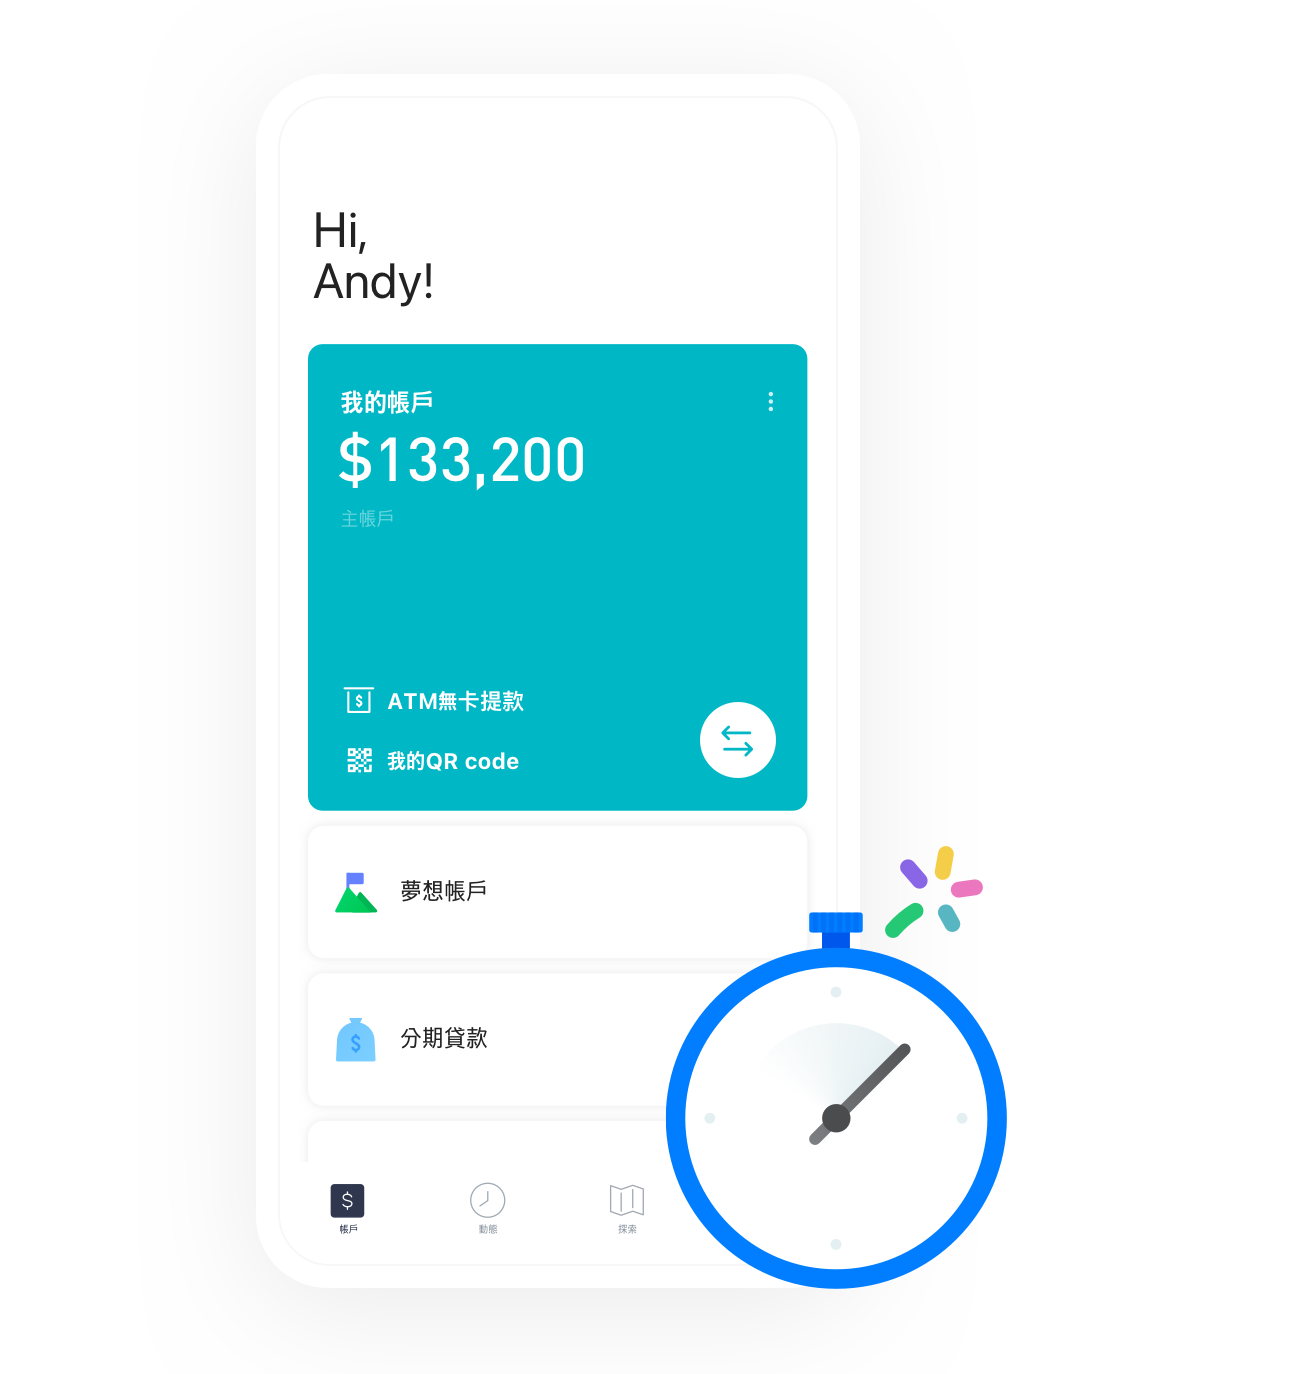 Hi,
Andy!
我的帳戶
$133,200
主帳戶
ATM無卡提款
我的QR code
夢想帳戶
分期貸款
帳戶
動態
探索